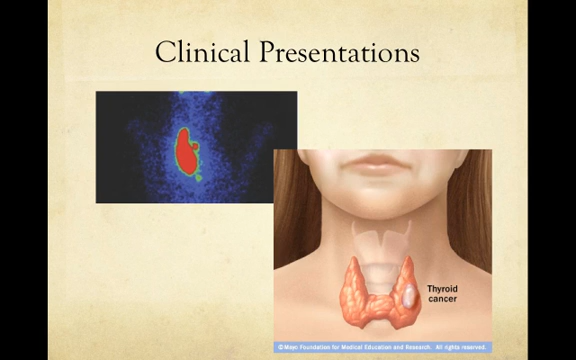 Clinical Presentations
Thyroid
cancer
©Mayo Foundation for Medical Education and Research. All rights reserved.